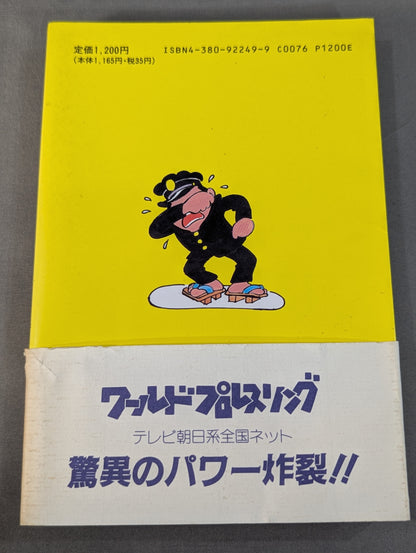 定価1,200円
(本体1,165円・税35円)
ISBN4-380-92249-9 C0076 P1200E
ワールドプロレスリング
テレビ朝日系全国ネット
驚異のパワー炸裂!!